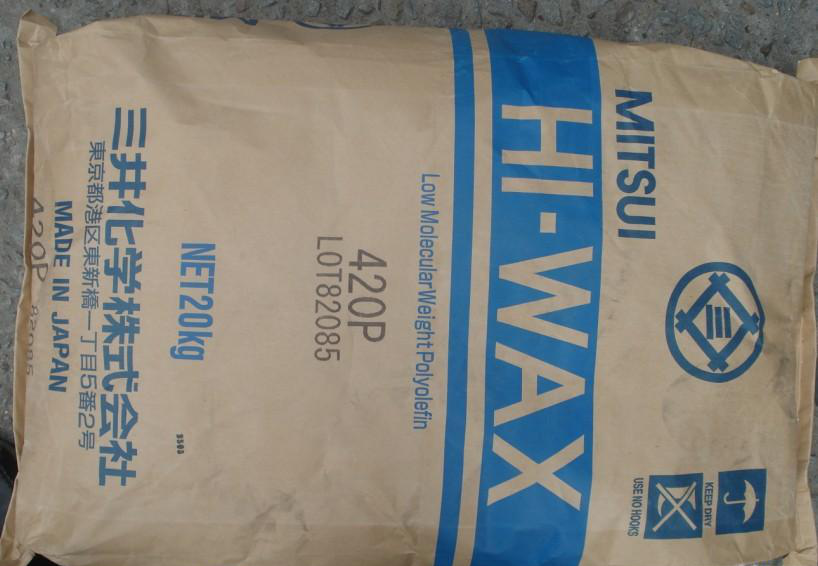 三
KEEP DRY
USE NO HOOKS
MITSUI
HI-WAX
Low Molecular Weight Polyolefin
420P
LOT82085
NET20kg
三井化学株式会社
東京都港区東新橋一丁目5番2号
MADE IN JAPAN
420P 82085